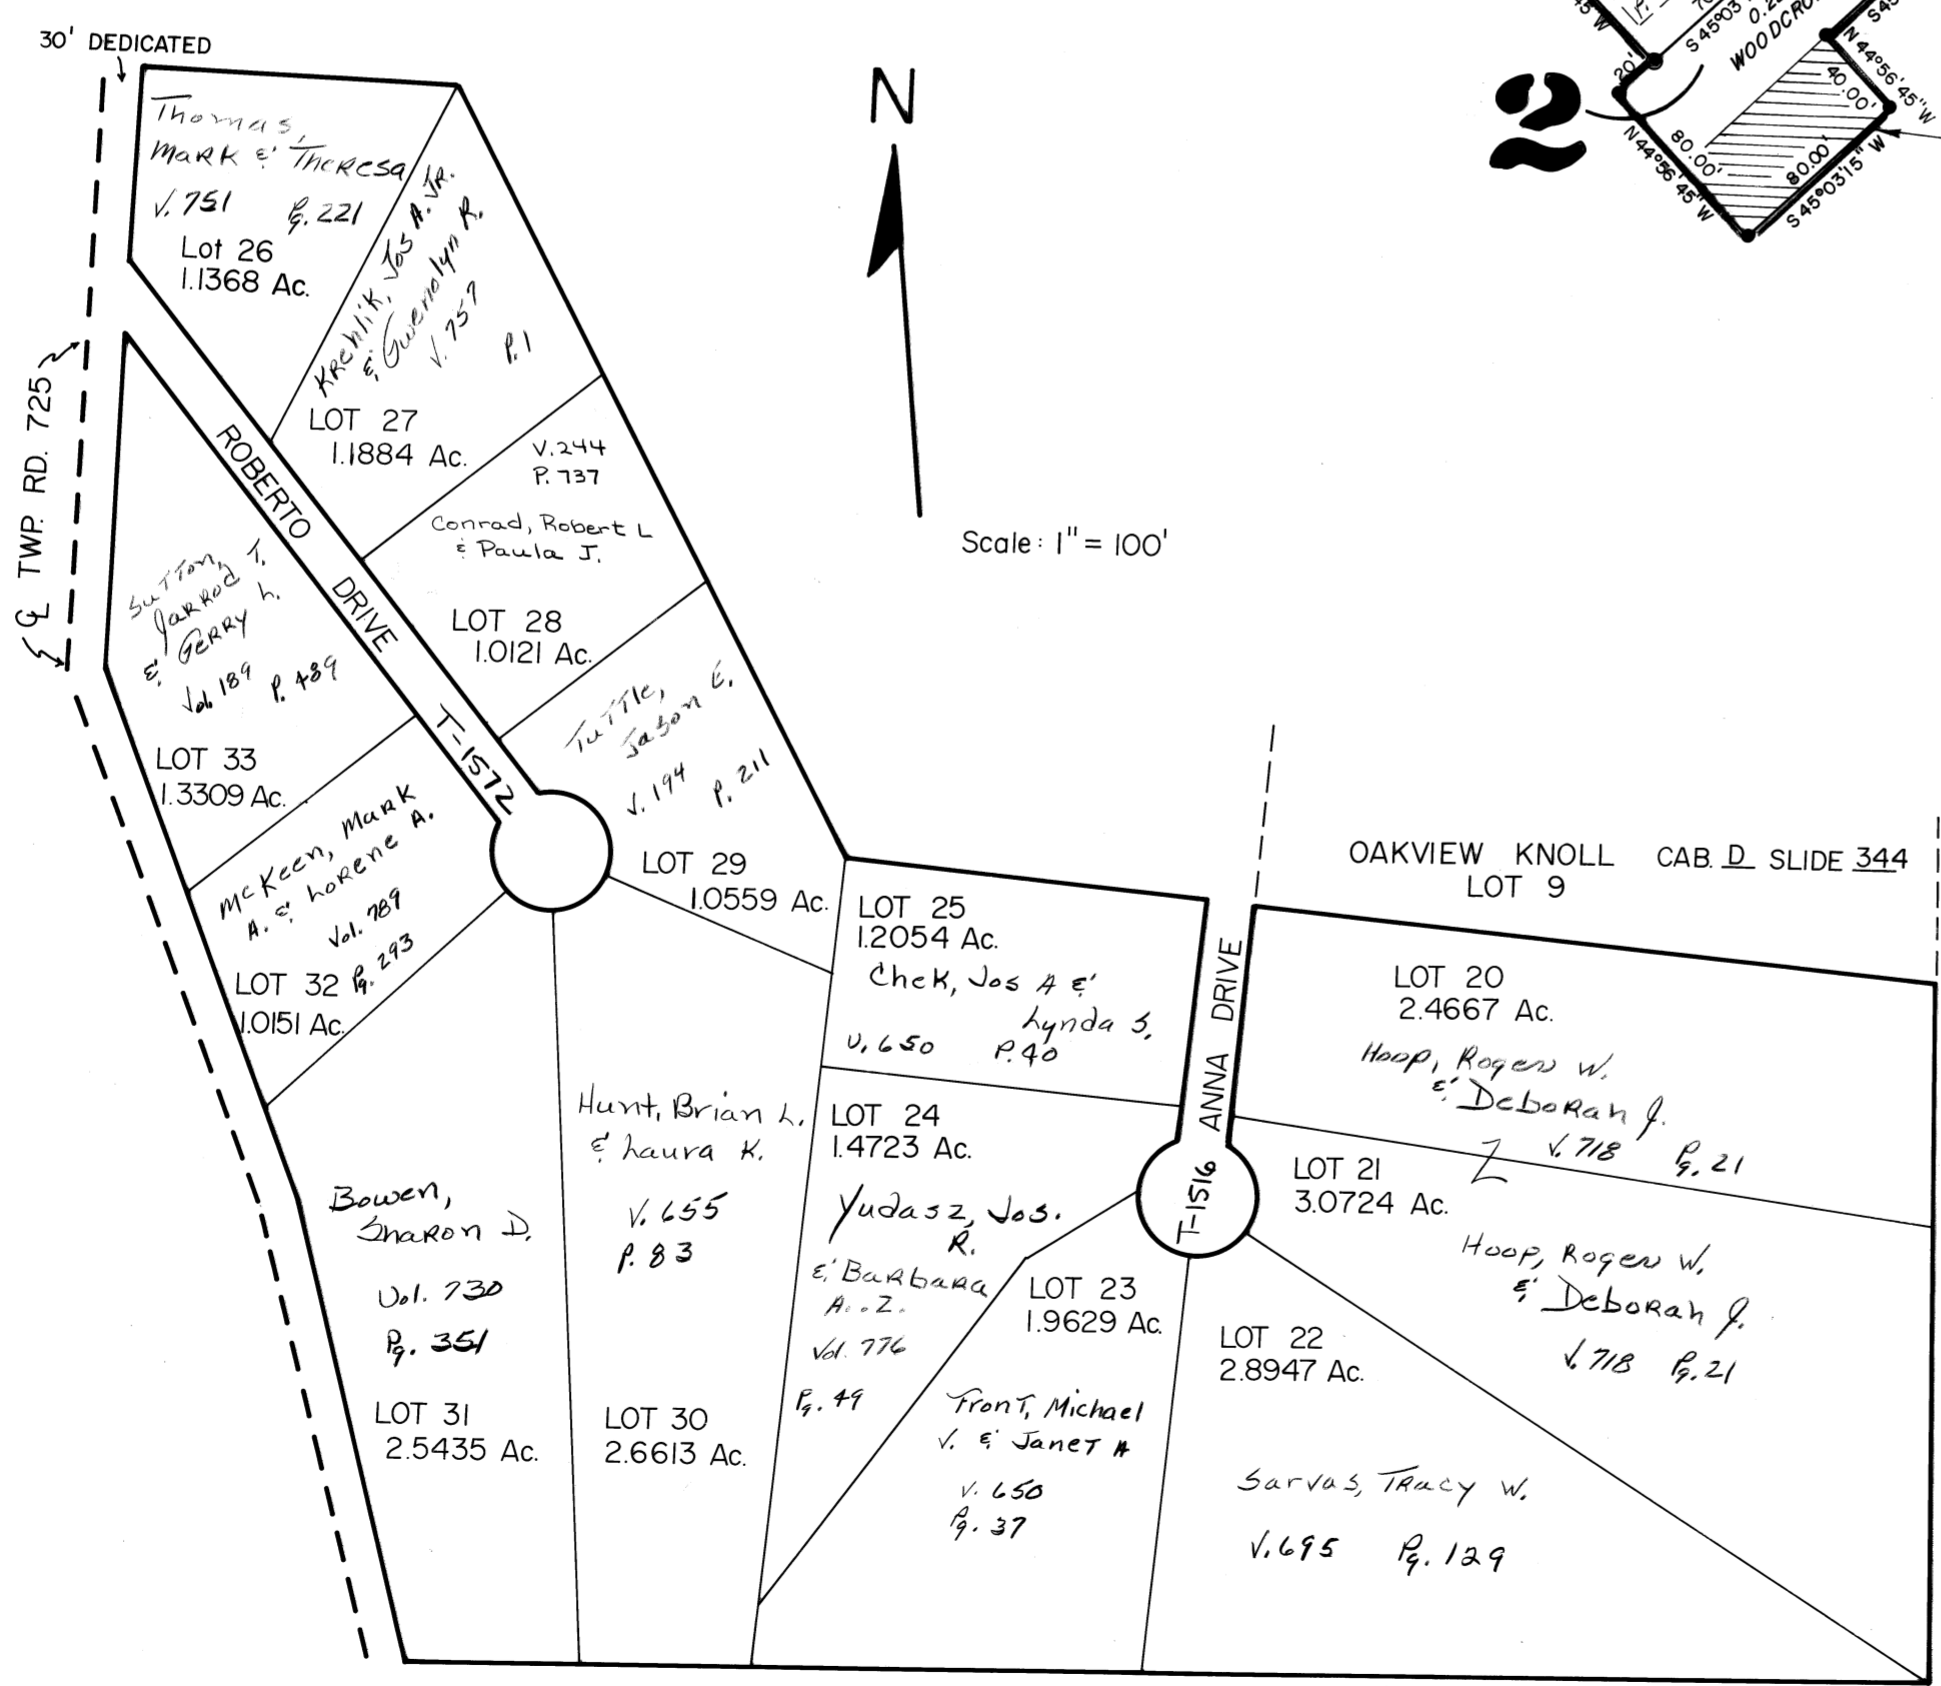 30' DEDICATED
Thomas,
Mark & Theresa
V. 751 Pg. 221
Lot 26
1.1368 Ac.
Krehlik, Jos A. Jr.
& Gwendolyn R.
V. 757 P. 1
LOT 27
1.1884 Ac.
V. 244
P. 737
Conrad, Robert L
& Paula J.
LOT 28
1.0121 Ac.
℄ TWP. RD. 725
ROBERTO DRIVE T-1572
Sutton,
Jarrod T.
& Gerry L.
Vol. 189 P. 489
LOT 33
1.3309 Ac.
Tuttle,
Jason E.
V. 194 P. 211
LOT 29
1.0559 Ac.
McKeen, Mark
A. & Lorene A.
Vol. 789
Pg. 293
LOT 32
1.0151 Ac.
Bowen,
Sharon D.
Vol. 730
Pg. 351
LOT 31
2.5435 Ac.
Hunt, Brian L.
& Laura K.
V. 655
P. 83
LOT 30
2.6613 Ac.
N
Scale: 1" = 100'
LOT 25
1.2054 Ac.
Chek, Jos A &
Lynda S.
V. 650 P. 40
LOT 24
1.4723 Ac.
Yudasz, Jos.
R.
& Barbara
A..Z.
Vol. 776
Pg. 49
ANNA DRIVE
T-1516
LOT 23
1.9629 Ac.
Front, Michael
V. & Janet A
V. 650
Pg. 37
LOT 22
2.8947 Ac.
Sarvas, Tracy W.
V. 695 Pg. 129
OAKVIEW KNOLL CAB. D SLIDE 344
LOT 9
LOT 20
2.4667 Ac.
Hoop, Roger W.
& Deborah J.
V. 718 Pg. 21
LOT 21
3.0724 Ac.
Hoop, Roger W.
& Deborah J.
V. 718 Pg. 21
2
20'
N 44°56'45" W
80.00'
80.00'
S 45°03'15" W
40.00'
N 44°56'45" W